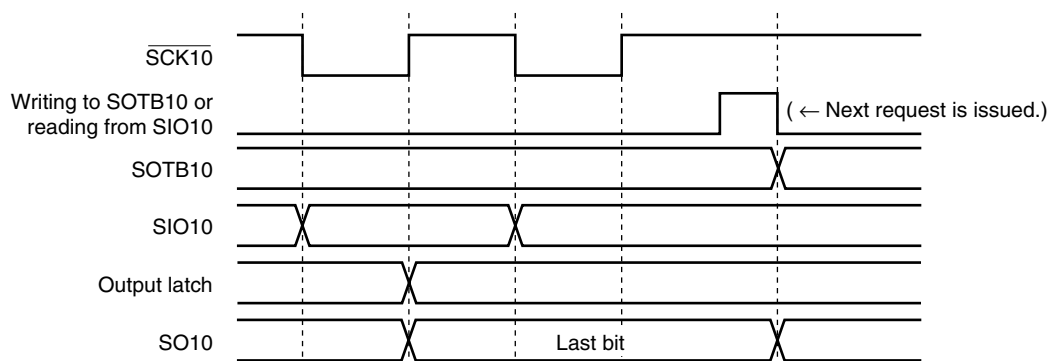 SCK10
Writing to SOTB10 or
reading from SIO10
( ← Next request is issued.)
SOTB10
SIO10
Output latch
SO10
Last bit